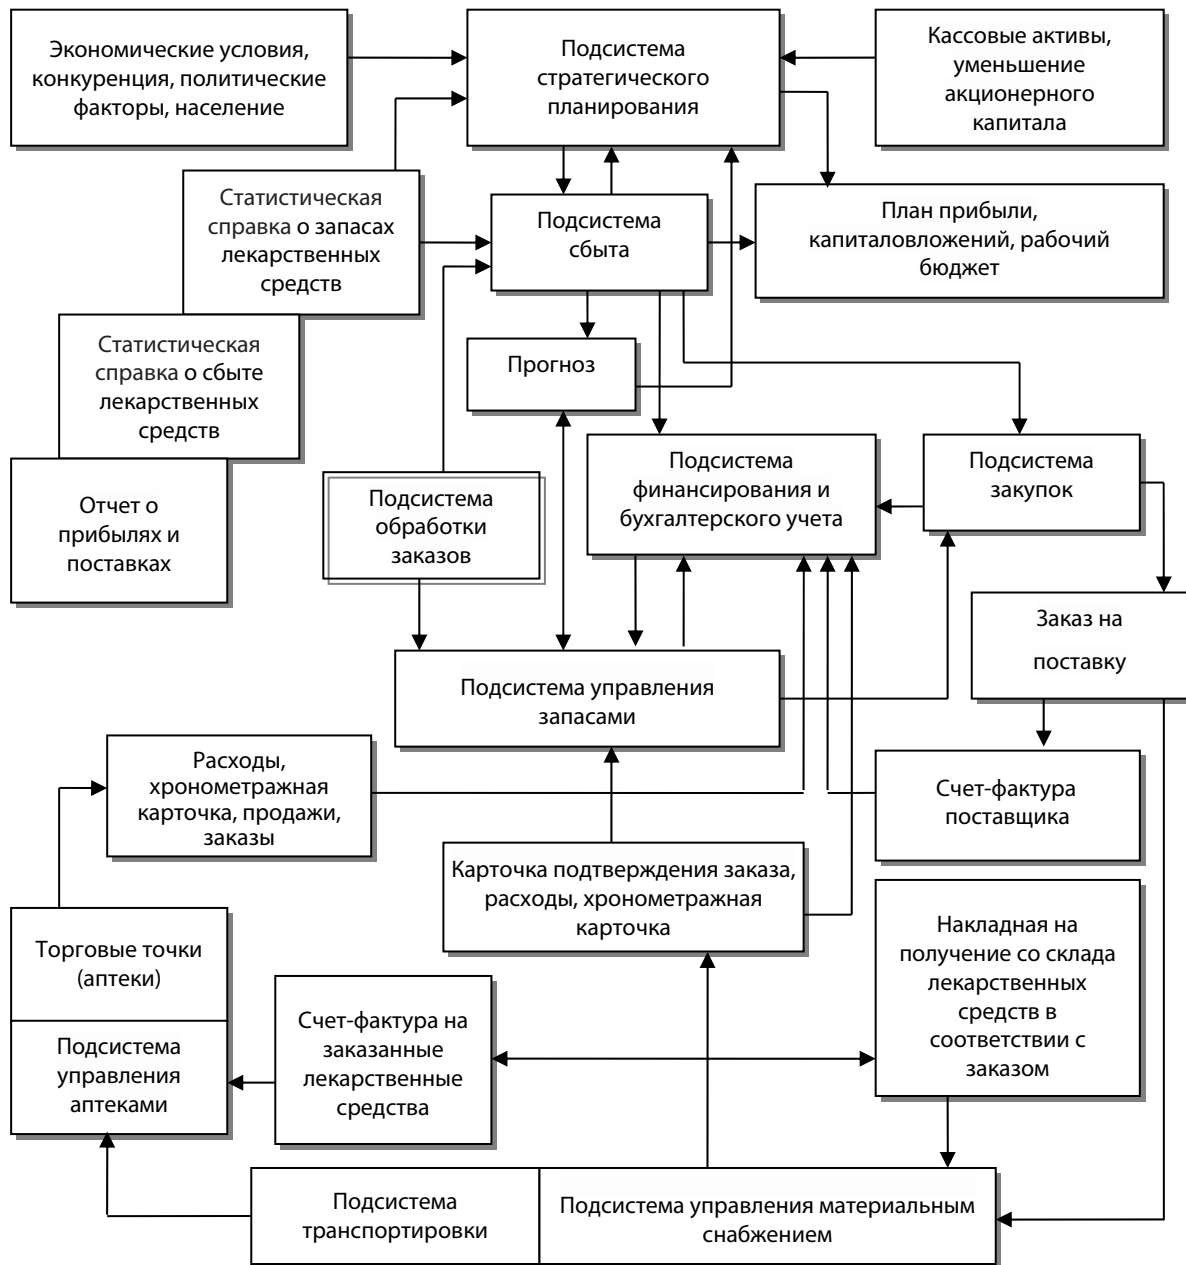 Экономические условия,
конкуренция, политические
факторы, население
Подсистема
стратегического
планирования
Кассовые активы,
уменьшение
акционерного
капитала
Статистическая
справка о запасах
лекарственных
средств
Подсистема
сбыта
План прибыли,
капиталовложений, рабочий
бюджет
Статистическая
справка о сбыте
лекарственных
средств
Прогноз
Отчет о
прибылях и
поставках
Подсистема
обработки
заказов
Подсистема
финансирования и
бухгалтерского учета
Подсистема
закупок
Заказ на
поставку
Подсистема управления
запасами
Расходы,
хронометражная
карточка, продажи,
заказы
Счет-фактура
поставщика
Карточка подтверждения заказа,
расходы, хронометражная
карточка
Накладная на
получение со склада
лекарственных
средств в
соответствии с
заказом
Торговые точки
(аптеки)
Подсистема
управления
аптеками
Счет-фактура на
заказанные
лекарственные
средства
Подсистема
транспортировки
Подсистема управления материальным
снабжением